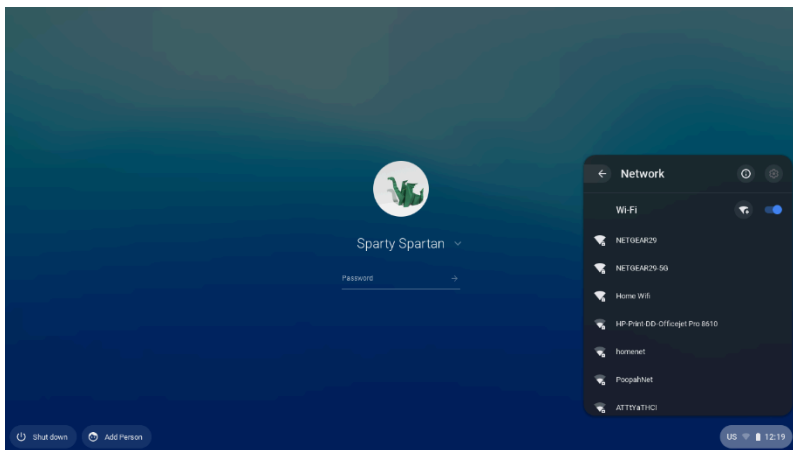 Network
Wi-Fi
NETGEAR29
NETGEAR29-5G
Home Wifi
HP-Print-DD-Officejet Pro 8610
homenet
PoopahNet
ATTtYaTHCI
Sparty Spartan
Password
Shut down
Add Person
US 12:19